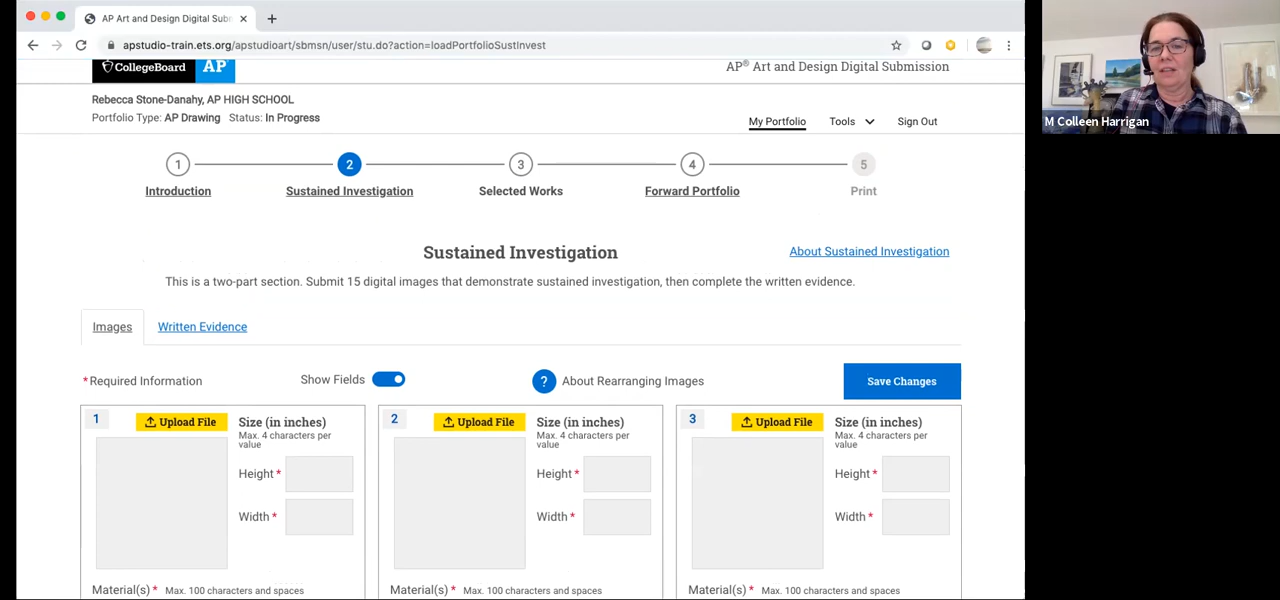 AP Art and Design Digital Subm
apstudio-train.ets.org/apstudioart/sbmsn/user/stu.do?action=loadPortfolioSustInvest
CollegeBoard AP
AP® Art and Design Digital Submission
Rebecca Stone-Danahy, AP HIGH SCHOOL
Portfolio Type: AP Drawing Status: In Progress
My Portfolio Tools Sign Out
1 2 3 4 5
Introduction Sustained Investigation Selected Works Forward Portfolio Print
Sustained Investigation
About Sustained Investigation
This is a two-part section. Submit 15 digital images that demonstrate sustained investigation, then complete the written evidence.
Images Written Evidence
*Required Information Show Fields ? About Rearranging Images Save Changes
1 Upload File Size (in inches)
Max. 4 characters per
value
Height *
Width *
Material(s) * Max. 100 characters and spaces
2 Upload File Size (in inches)
Max. 4 characters per
value
Height *
Width *
Material(s) * Max. 100 characters and spaces
3 Upload File Size (in inches)
Max. 4 characters per
value
Height *
Width *
Material(s) * Max. 100 characters and spaces
M Colleen Harrigan